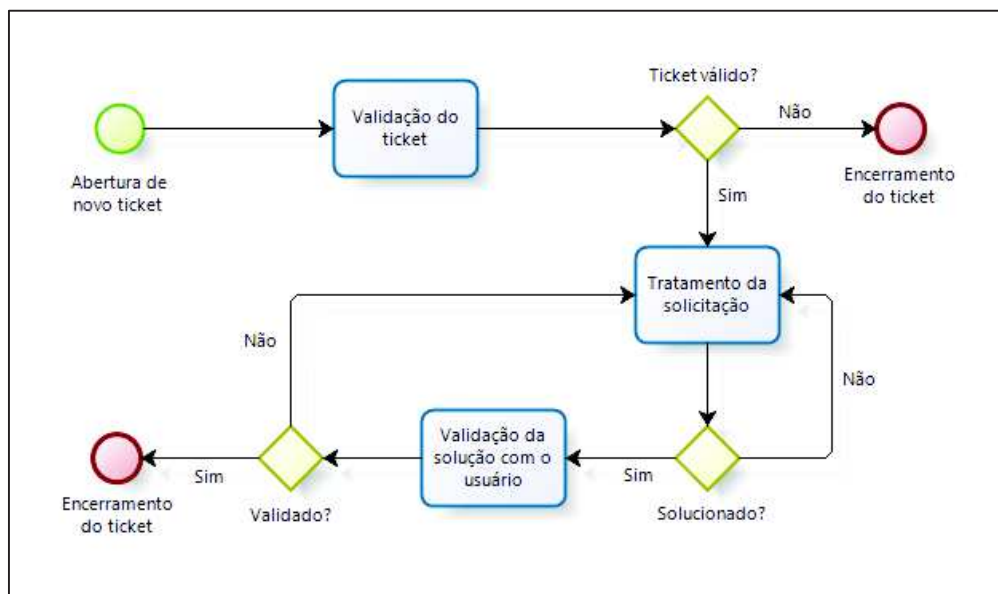 Ticket válido?
Validação do
ticket
Não
Abertura de
novo ticket
Encerramento
do ticket
Sim
Tratamento da
solicitação
Não
Não
Validação da
solução com o
usuário
Sim
Sim
Encerramento
do ticket
Validado?
Solucionado?